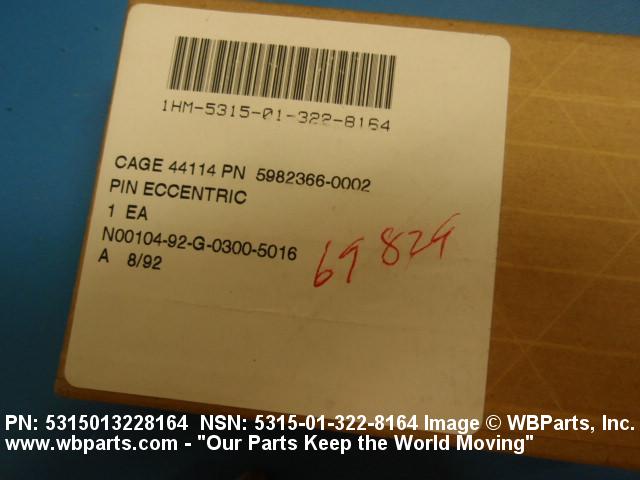 1HM-5315-01-322-8164
CAGE 44114 PN 5982366-0002
PIN ECCENTRIC
1 EA
N00104-92-G-0300-5016
A 8/92
69829
PN: 5315013228164 NSN: 5315-01-322-8164 Image © WBParts, Inc.
www.wbparts.com - "Our Parts Keep the World Moving"